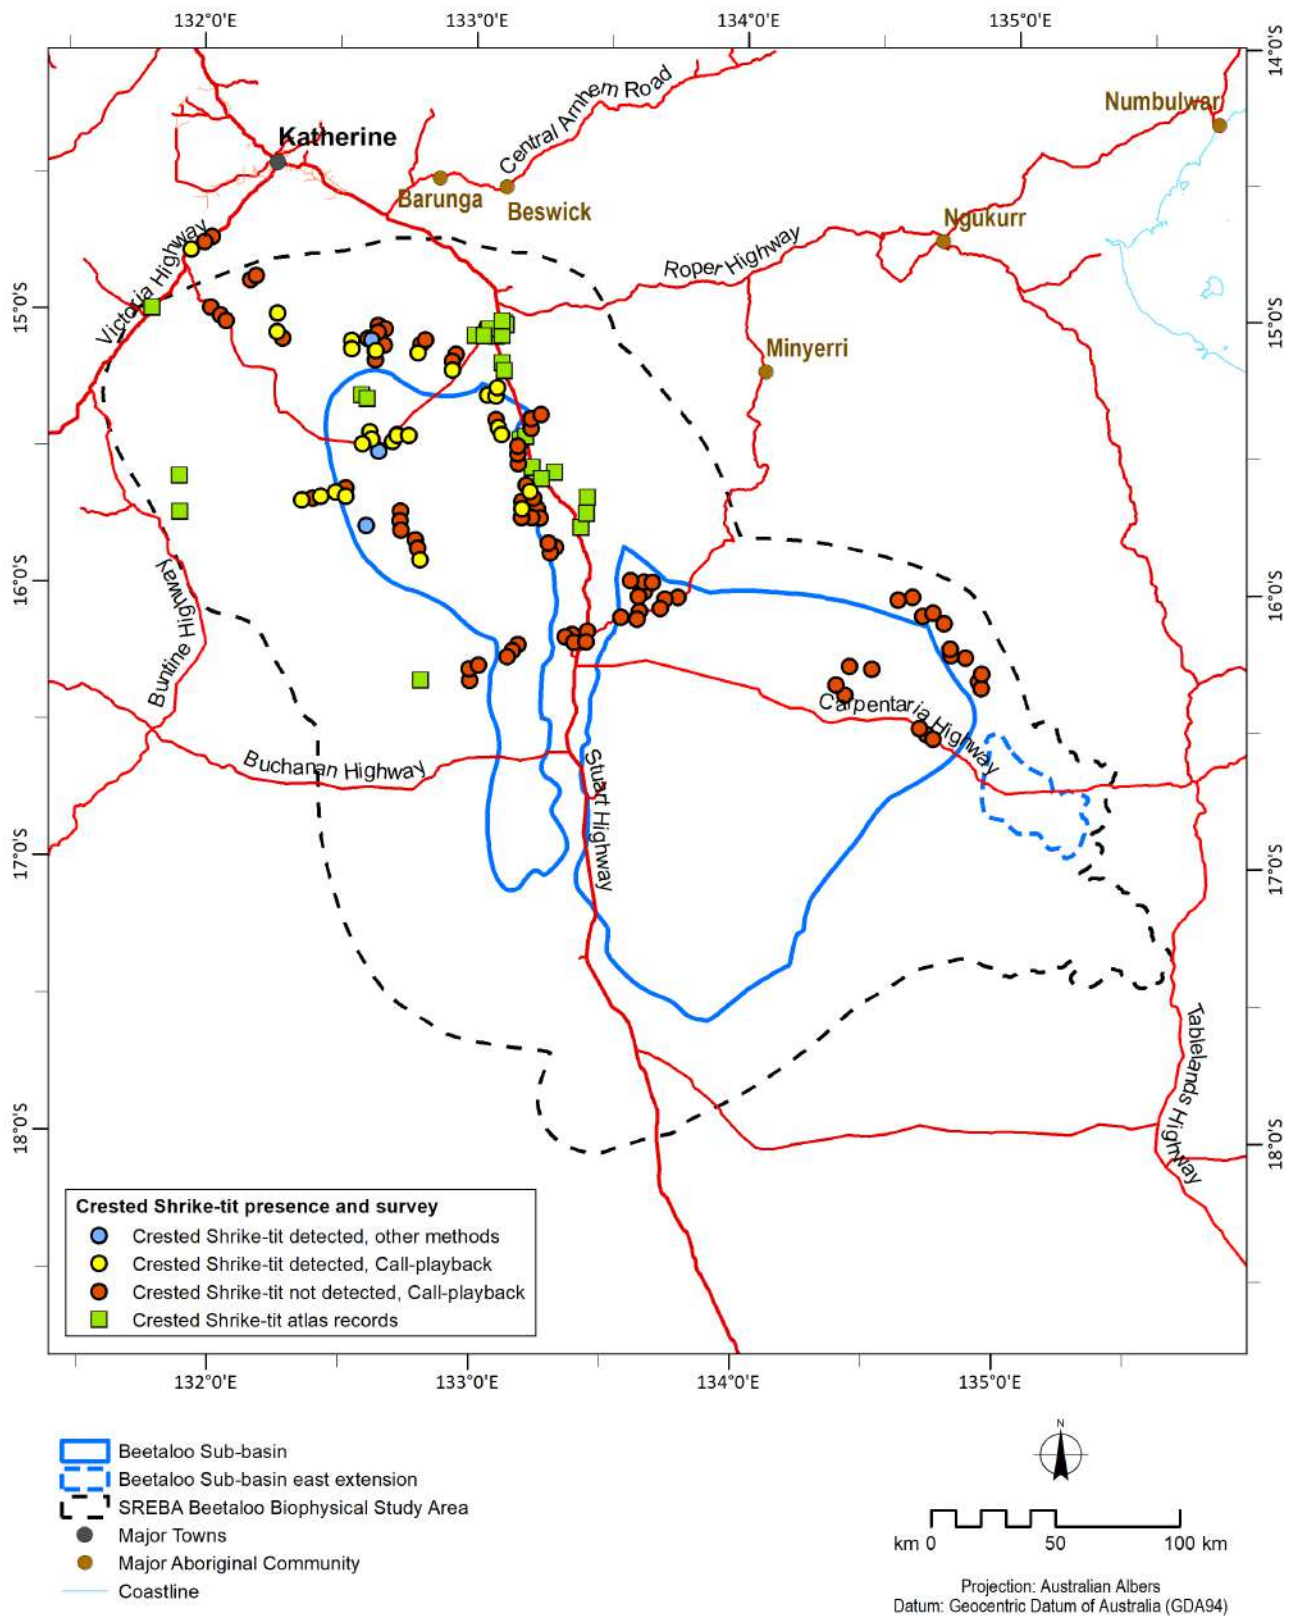 132°0'E 133°0'E 134°0'E 135°0'E
14°0'S
Central Arnhem Road
Numbulwar
Katherine
Barunga
Beswick
Ngukurr
Victoria Highway
Roper Highway
15°0'S
15°0'S
Minyerri
16°0'S
16°0'S
Buntine Highway
Carpentaria Highway
Buchanan Highway
Stuart Highway
17°0'S
17°0'S
Tablelands Highway
18°0'S
18°0'S
Crested Shrike-tit presence and survey
Crested Shrike-tit detected, other methods
Crested Shrike-tit detected, Call-playback
Crested Shrike-tit not detected, Call-playback
Crested Shrike-tit atlas records
132°0'E 133°0'E 134°0'E 135°0'E
Beetaloo Sub-basin
Beetaloo Sub-basin east extension
SREBA Beetaloo Biophysical Study Area
Major Towns
Major Aboriginal Community
Coastline
N
km 0 50 100 km
Projection: Australian Albers
Datum: Geocentric Datum of Australia (GDA94)